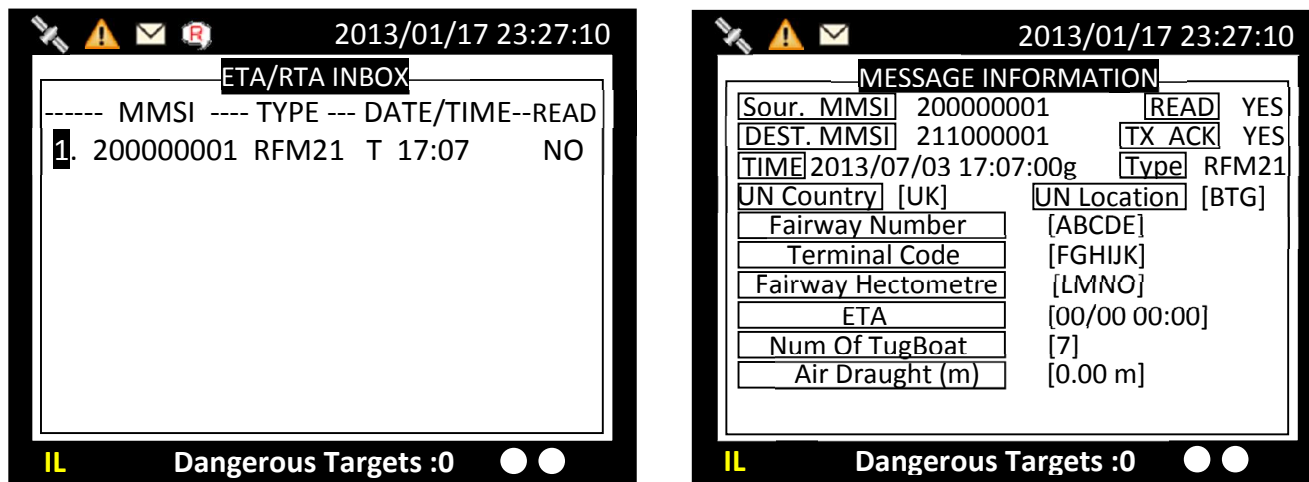 2013/01/17 23:27:10
ETA/RTA INBOX
------ MMSI ---- TYPE --- DATE/TIME--READ
1. 200000001 RFM21 T 17:07 NO
IL Dangerous Targets :0
2013/01/17 23:27:10
MESSAGE INFORMATION
Sour. MMSI 200000001 READ YES
DEST. MMSI 211000001 TX ACK YES
TIME 2013/07/03 17:07:00g Type RFM21
UN Country [UK] UN Location [BTG]
Fairway Number [ABCDE]
Terminal Code [FGHIJK]
Fairway Hectometre [LMNO]
ETA [00/00 00:00]
Num Of TugBoat [7]
Air Draught (m) [0.00 m]
IL Dangerous Targets :0